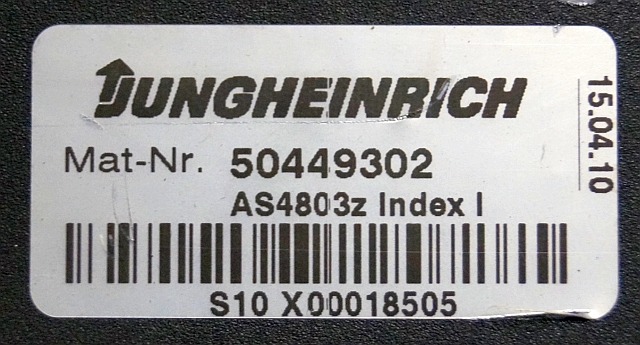 JUNGHEINRICH
Mat-Nr. 50449302
AS4803z Index I
S10 X00018505
15.04.10